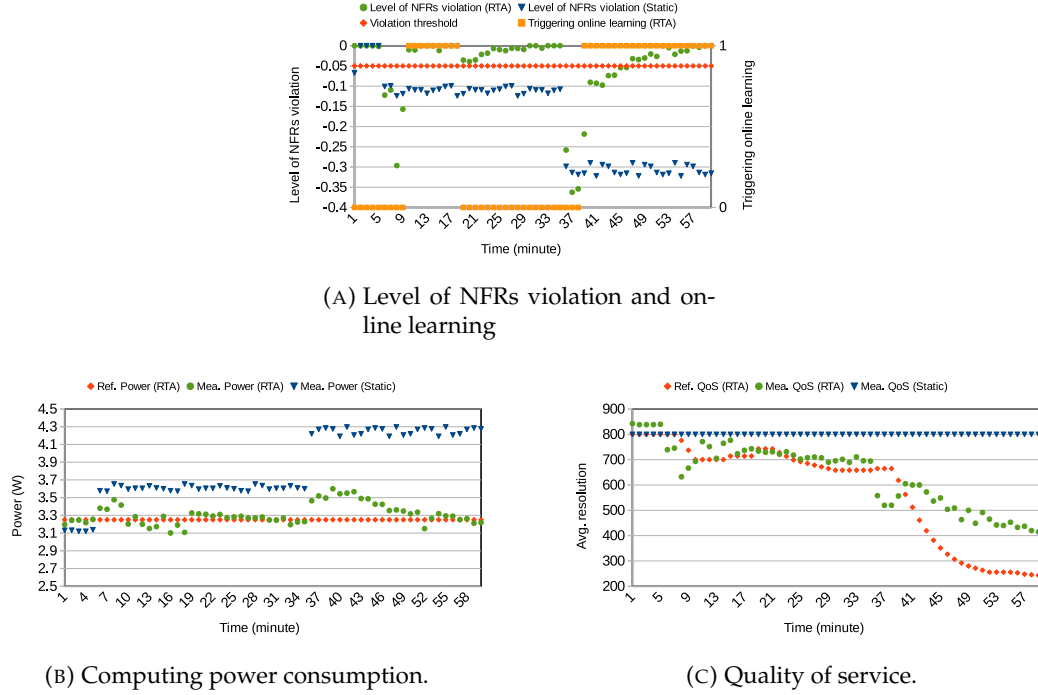 Level of NFRs violation (RTA) Level of NFRs violation (Static)
Violation threshold Triggering online learning (RTA)
0 1
-0.05
-0.1
-0.15
-0.2
-0.25
-0.3
-0.35
-0.4 0
Level of NFRs violation
Triggering online learning
1 5 9 13 17 21 25 29 33 37 41 45 49 53 57
Time (minute)
(A) Level of NFRs violation and on-
line learning
Ref. Power (RTA) Mea. Power (RTA) Mea. Power (Static)
4.5
4.3
4.1
3.9
3.7
3.5
3.3
3.1
2.9
2.7
2.5
Power (W)
1 4 7 10 13 16 19 22 25 28 31 34 37 40 43 46 49 52 55 58
Time (minute)
(B) Computing power consumption.
Ref. QoS (RTA) Mea. QoS (RTA) Mea. QoS (Static)
900
800
700
600
500
400
300
200
Avg. resolution
1 5 9 13 17 21 25 29 33 37 41 45 49 53 57
Time (minute)
(C) Quality of service.